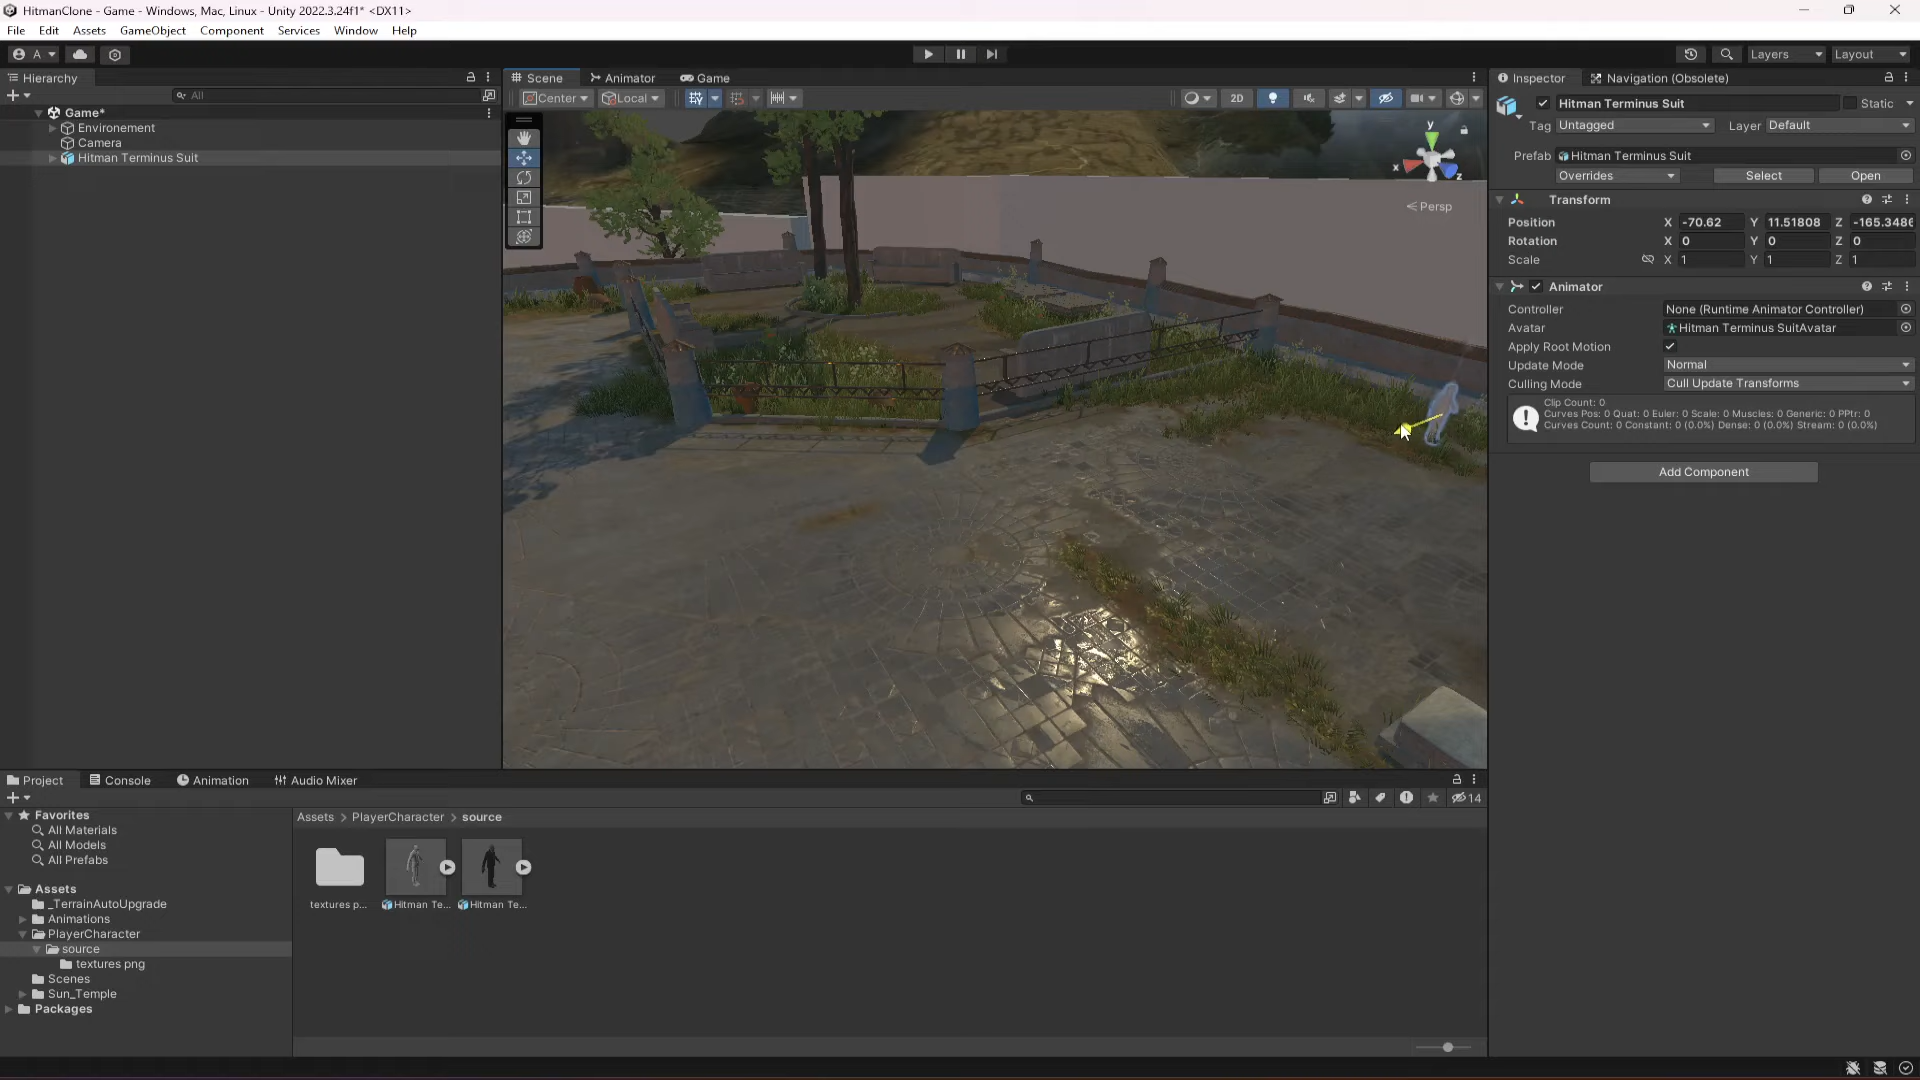 HitmanClone - Game - Windows, Mac, Linux - Unity 2022.3.24f1* <DX11>
File Edit Assets GameObject Component Services Window Help
A
Layers Layout
Hierarchy
All
Game*
Environement
Camera
Hitman Terminus Suit
Scene Animator Game
Center Local 2D
y
x
z
Persp
Inspector Navigation (Obsolete)
Hitman Terminus Suit Static
Tag Untagged Layer Default
Prefab Hitman Terminus Suit
Overrides Select Open
Transform
Position X -70.62 Y 11.51808 Z -165.348
Rotation X 0 Y 0 Z 0
Scale X 1 Y 1 Z 1
Animator
Controller None (Runtime Animator Controller)
Avatar Hitman Terminus SuitAvatar
Apply Root Motion
Update Mode Normal
Culling Mode Cull Update Transforms
Clip Count: 0
Curves Pos: 0 Quat: 0 Euler: 0 Scale: 0 Muscles: 0 Generic: 0 PPtr: 0
Curves Count: 0 Constant: 0 (0.0%) Dense: 0 (0.0%) Stream: 0 (0.0%)
Add Component
Project Console Animation Audio Mixer
14
Favorites
All Materials
All Models
All Prefabs
Assets
_TerrainAutoUpgrade
Animations
PlayerCharacter
source
textures png
Scenes
Sun_Temple
Packages
Assets > PlayerCharacter > source
textures p... Hitman Te... Hitman Te...